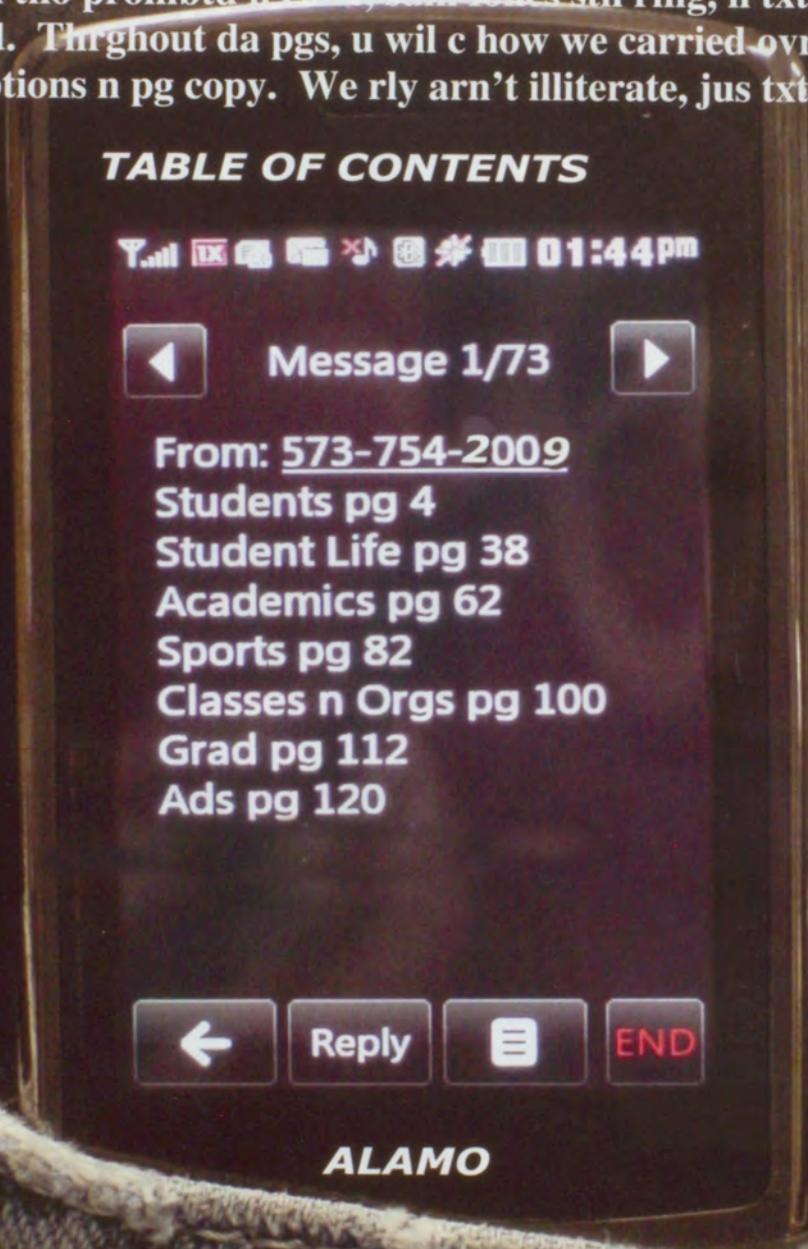 l. Thrghout da pgs, u wil c how we carried ovr
tions n pg copy. We rly arn't illiterate, jus txt
TABLE OF CONTENTS
1X 01:44pm
Message 1/73
From: 573-754-2009
Students pg 4
Student Life pg 38
Academics pg 62
Sports pg 82
Classes n Orgs pg 100
Grad pg 112
Ads pg 120
Reply END
ALAMO